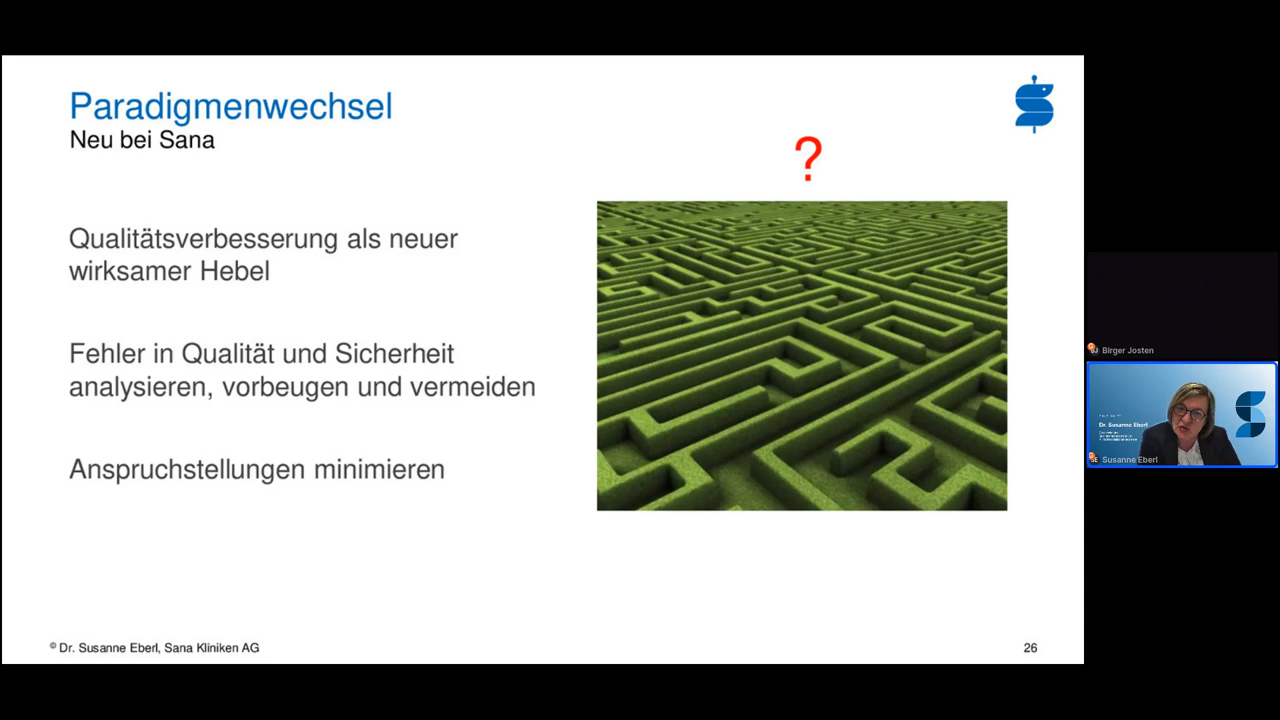 Paradigmenwechsel
Neu bei Sana
?
Qualitätsverbesserung als neuer
wirksamer Hebel
Fehler in Qualität und Sicherheit
analysieren, vorbeugen und vermeiden
Anspruchstellungen minimieren
© Dr. Susanne Eberl, Sana Kliniken AG
26
Birger Josten
Dr. Susanne Eberl
Susanne Eberl